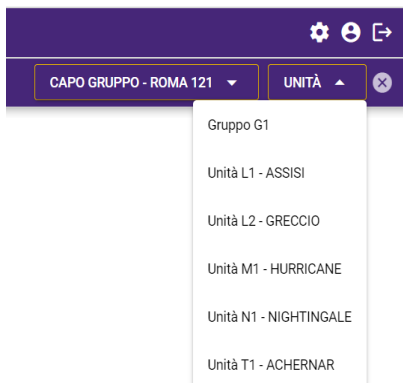 CAPO GRUPPO - ROMA 121
UNITÀ
Gruppo G1
Unità L1 - ASSISI
Unità L2 - GRECCIO
Unità M1 - HURRICANE
Unità N1 - NIGHTINGALE
Unità T1 - ACHERNAR